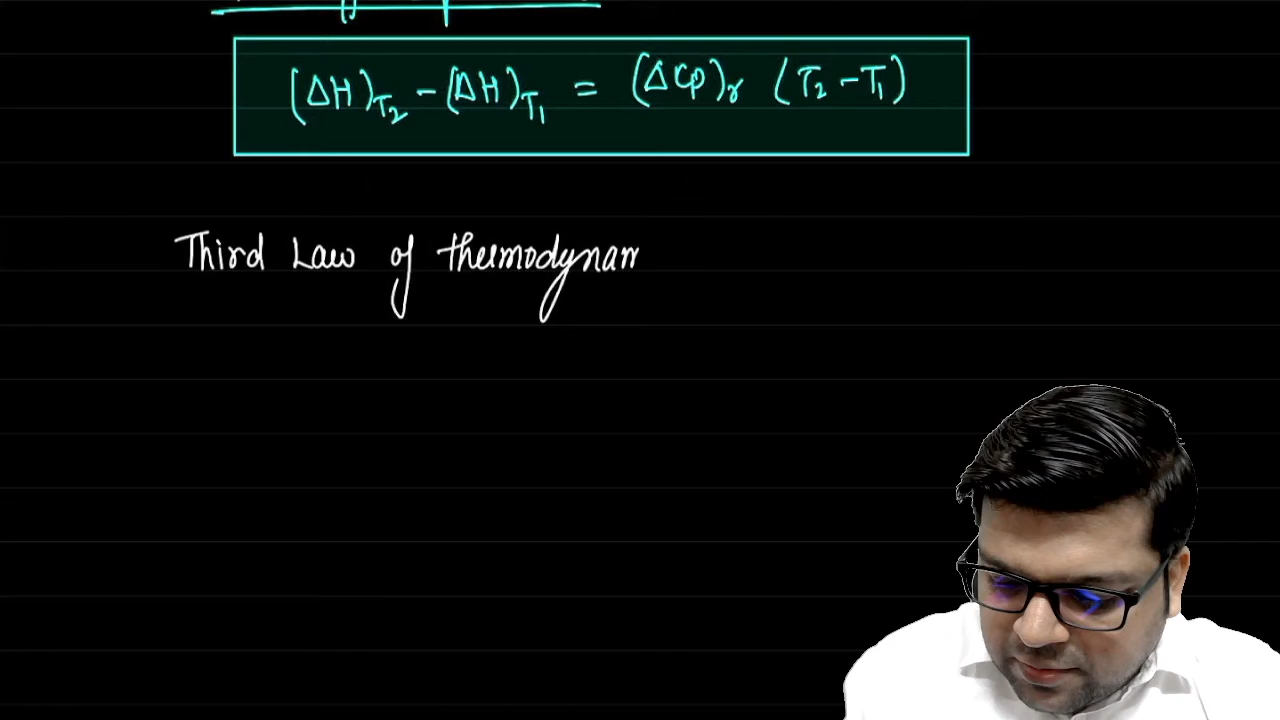 (ΔH)T₂ - (ΔH)T₁ = (ΔCp)r (T₂ - T₁)
Third Law of thermodynam